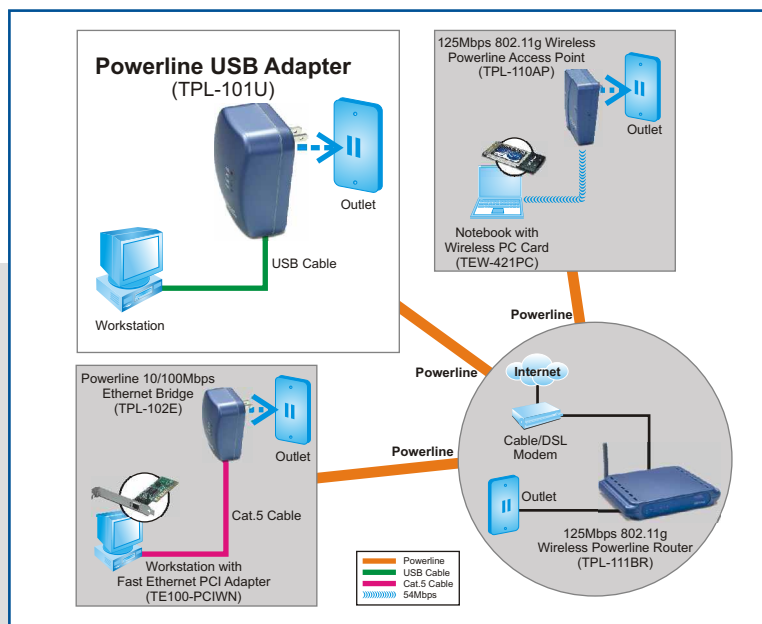 Powerline USB Adapter
(TPL-101U)
Outlet
USB Cable
Workstation
125Mbps 802.11g Wireless
Powerline Access Point
(TPL-110AP)
Outlet
Notebook with
Wireless PC Card
(TEW-421PC)
Powerline
Powerline
Powerline 10/100Mbps
Ethernet Bridge
(TPL-102E)
Outlet
Cat.5 Cable
Workstation with
Fast Ethernet PCI Adapter
(TE100-PCIWN)
Powerline
Internet
Cable/DSL
Modem
Outlet
125Mbps 802.11g
Wireless Powerline Router
(TPL-111BR)
Powerline
USB Cable
Cat.5 Cable
54Mbps